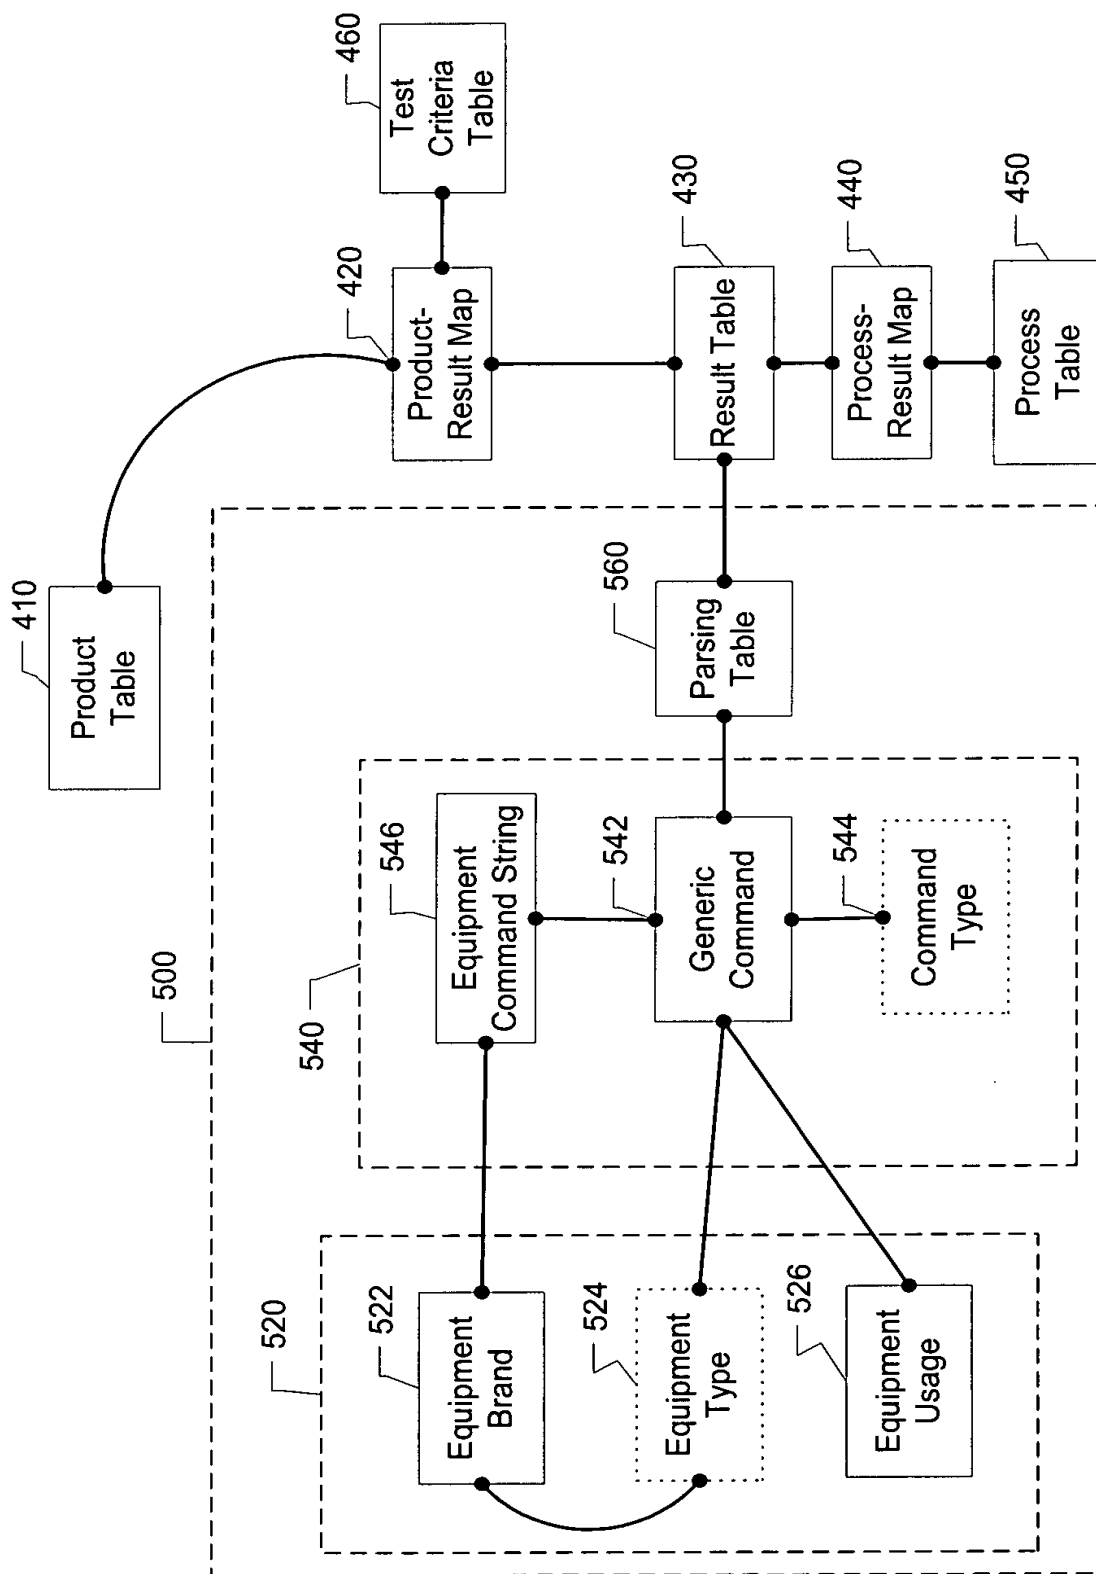 410
Product
Table
460
Test
Criteria
Table
420
Product-
Result Map
430
Result Table
440
Process-
Result Map
450
Process
Table
500
560
Parsing
Table
540
546
Equipment
Command String
542
Generic
Command
544
Command
Type
520
522
Equipment
Brand
524
Equipment
Type
526
Equipment
Usage